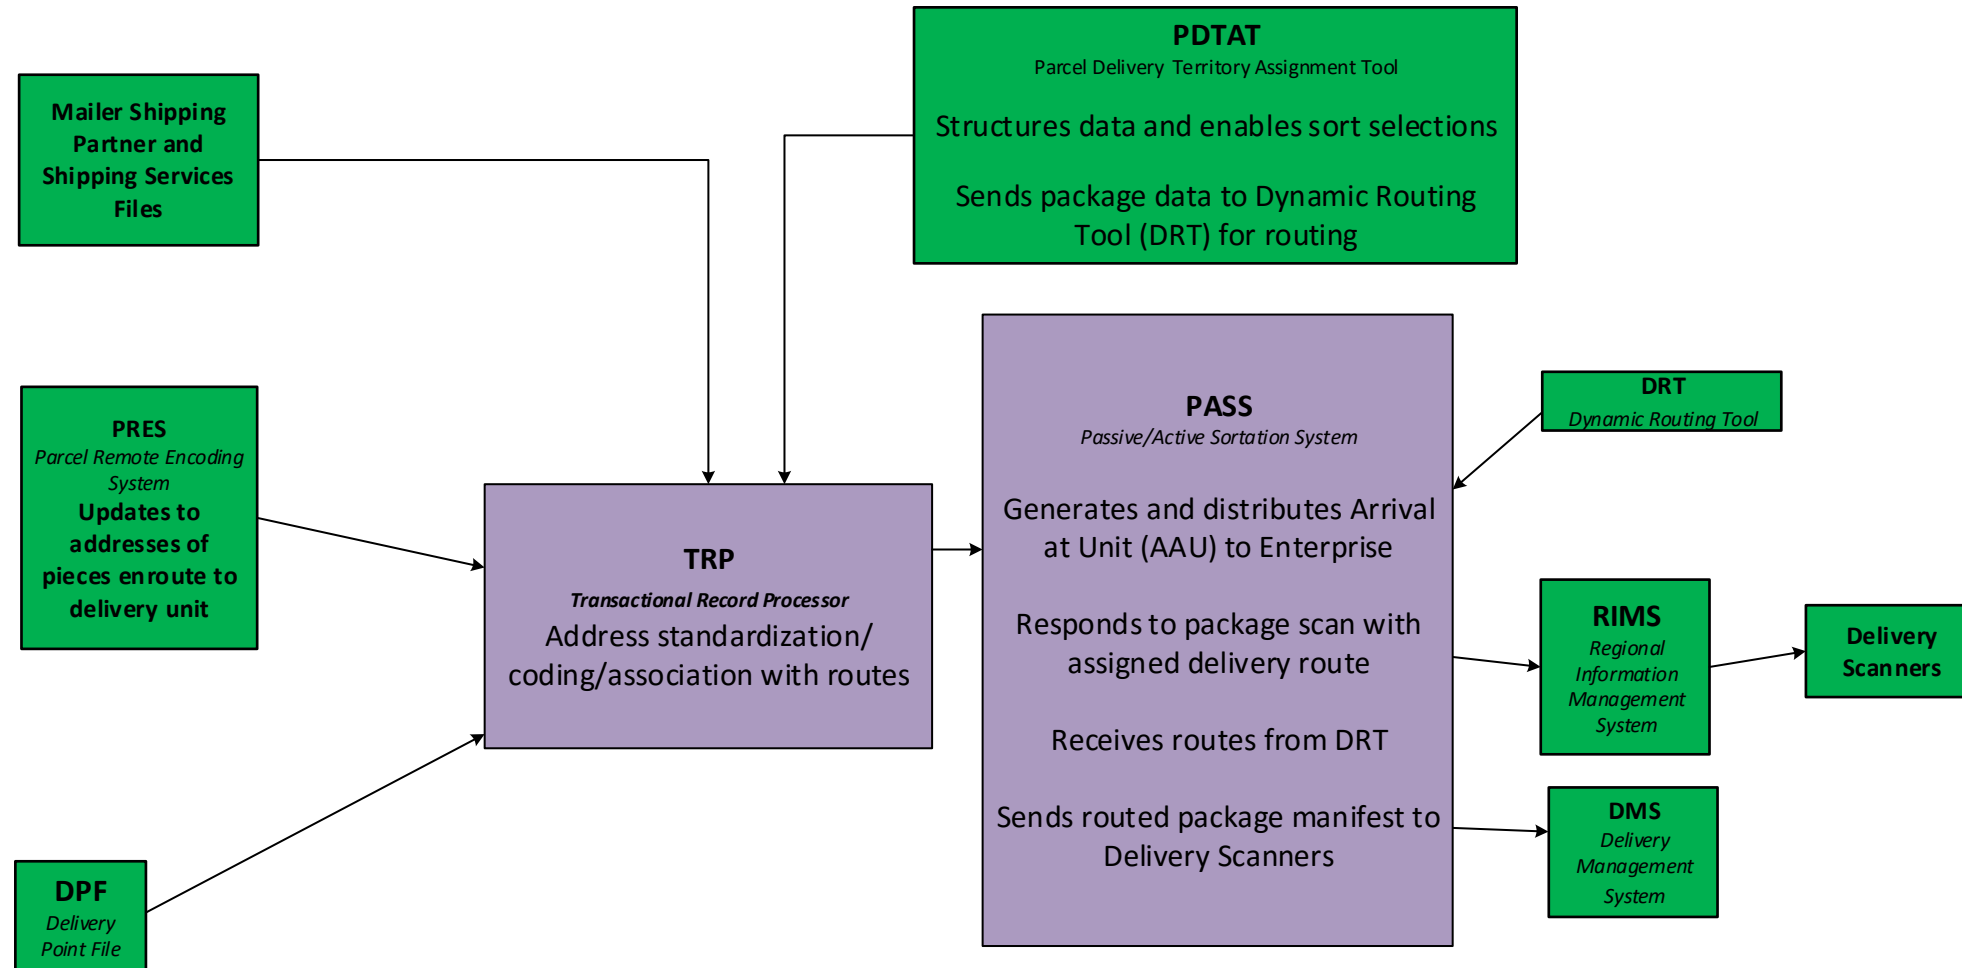 PDTAT
Parcel Delivery Territory Assignment Tool
Structures data and enables sort selections
Sends package data to Dynamic Routing
Tool (DRT) for routing
Mailer Shipping
Partner and
Shipping Services
Files
PRES
Parcel Remote Encoding
System
Updates to
addresses of
pieces enroute to
delivery unit
DPF
Delivery
Point File
TRP
Transactional Record Processor
Address standardization/
coding/association with routes
PASS
Passive/Active Sortation System
Generates and distributes Arrival
at Unit (AAU) to Enterprise
Responds to package scan with
assigned delivery route
Receives routes from DRT
Sends routed package manifest to
Delivery Scanners
DRT
Dynamic Routing Tool
RIMS
Regional
Information
Management
System
Delivery
Scanners
DMS
Delivery
Management
System